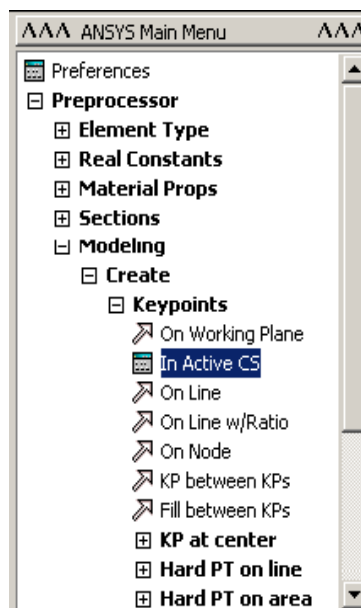 ΛΛΛ ANSYS Main Menu ΛΛΛ
Preferences
Preprocessor
Element Type
Real Constants
Material Props
Sections
Modeling
Create
Keypoints
On Working Plane
In Active CS
On Line
On Line w/Ratio
On Node
KP between KPs
Fill between KPs
KP at center
Hard PT on line
Hard PT on area